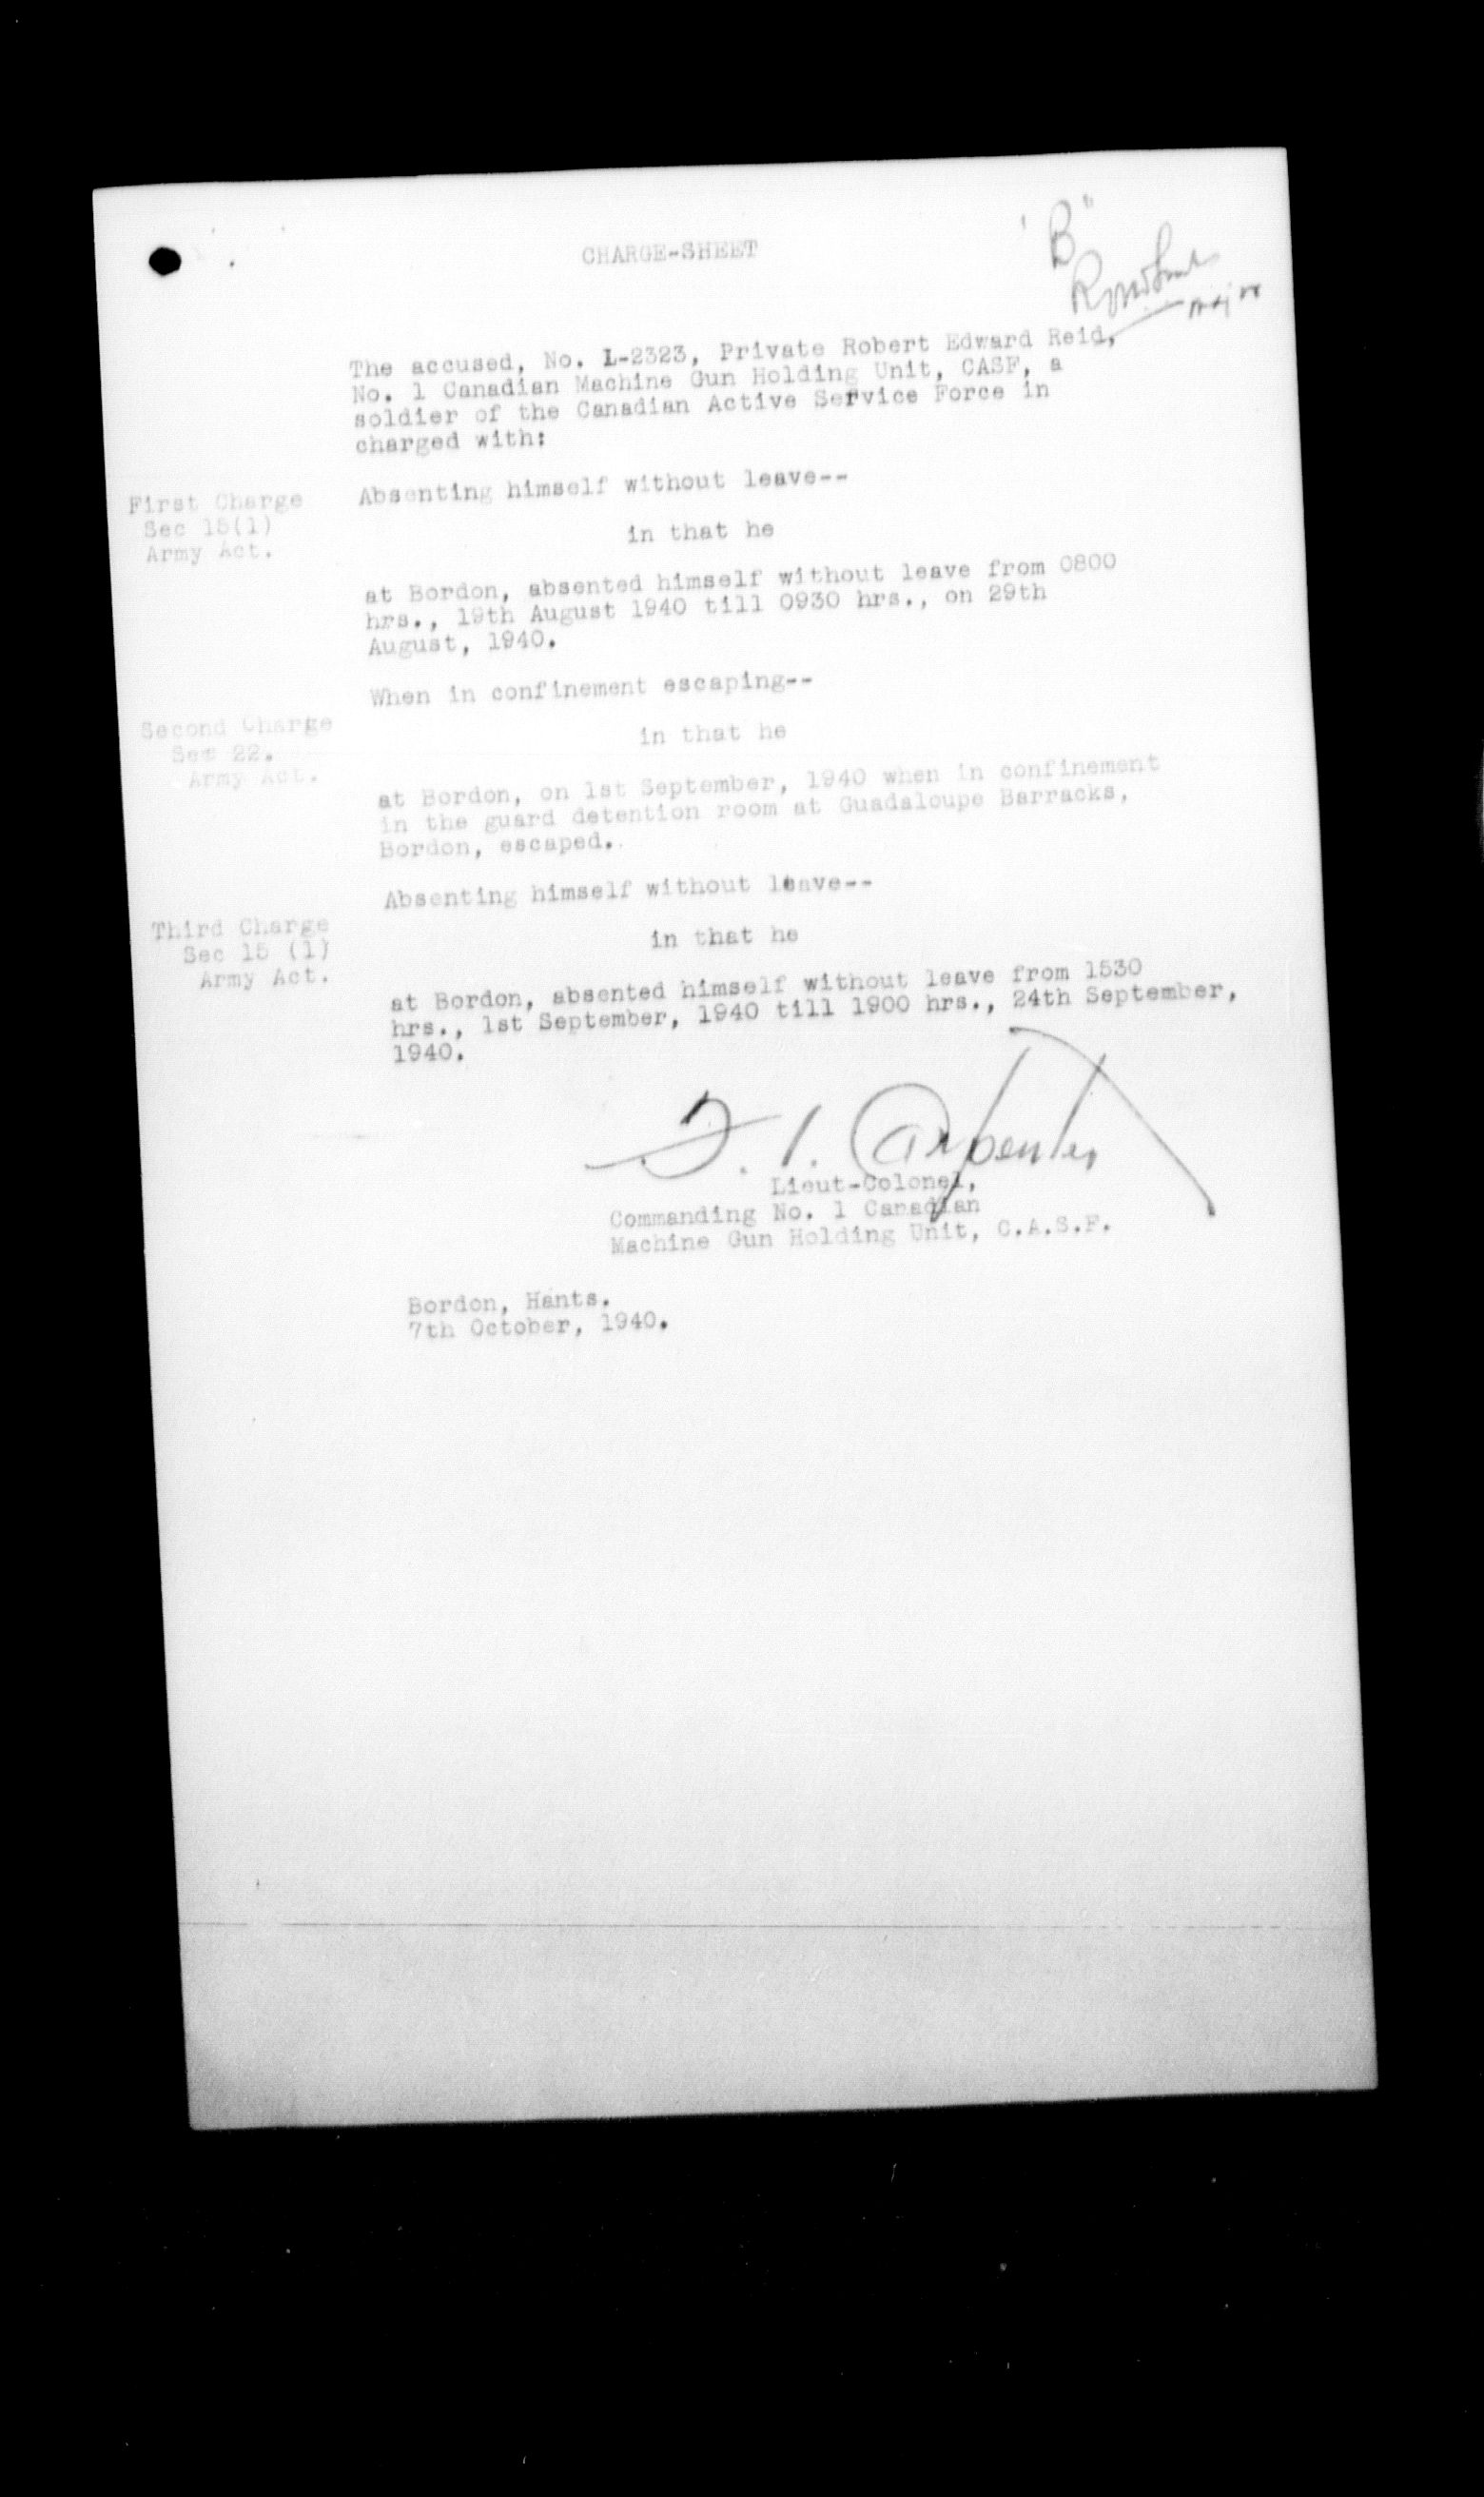 "B"
Major
CHARGE-SHEET
The accused, No. L-2323, Private Robert Edward Reid,
No. 1 Canadian Machine Gun Holding Unit, CASF, a
soldier of the Canadian Active Service Force in
charged with:
First Charge
Sec 15(1)
Army Act.
Absenting himself without leave--
in that he
at Bordon, absented himself without leave from 0800
hrs., 19th August 1940 till 0930 hrs., on 29th
August, 1940.
Second Charge
Sec 22.
Army Act.
When in confinement escaping--
in that he
at Bordon, on 1st September, 1940 when in confinement
in the guard detention room at Guadaloupe Barracks,
Bordon, escaped.
Third Charge
Sec 15 (1)
Army Act.
Absenting himself without leave--
in that he
at Bordon, absented himself without leave from 1530
hrs., 1st September, 1940 till 1900 hrs., 24th September,
1940.
F. I. Carpenter
Lieut-Colonel,
Commanding No. 1 Canadian
Machine Gun Holding Unit, C.A.S.F.
Bordon, Hants.
7th October, 1940.